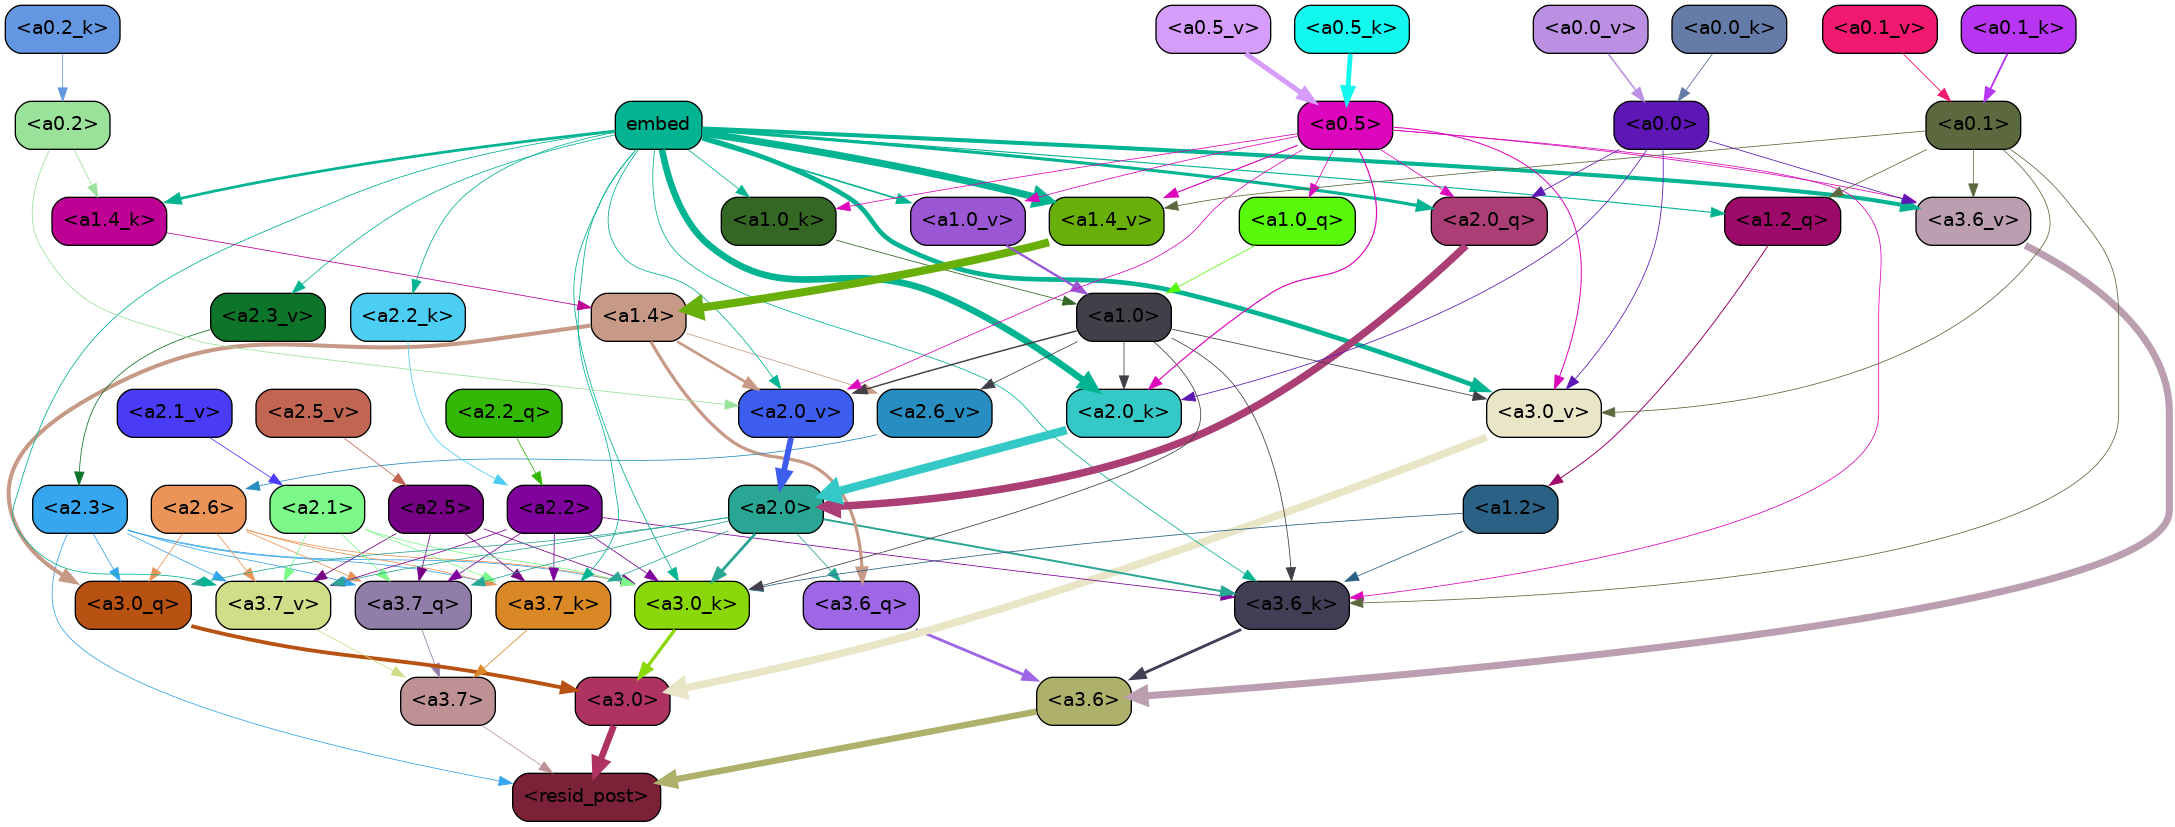 <a0.2_k>
<a0.5_v>
<a0.5_k>
<a0.0_v>
<a0.0_k>
<a0.1_v>
<a0.1_k>
<a0.2>
embed
<a0.5>
<a0.0>
<a0.1>
<a1.4_k>
<a1.0_k>
<a1.0_v>
<a1.4_v>
<a1.0_q>
<a2.0_q>
<a1.2_q>
<a3.6_v>
<a2.3_v>
<a2.2_k>
<a1.4>
<a1.0>
<a2.1_v>
<a2.5_v>
<a2.2_q>
<a2.0_v>
<a2.6_v>
<a2.0_k>
<a3.0_v>
<a2.3>
<a2.6>
<a2.1>
<a2.5>
<a2.2>
<a2.0>
<a1.2>
<a3.0_q>
<a3.7_v>
<a3.7_q>
<a3.7_k>
<a3.0_k>
<a3.6_q>
<a3.6_k>
<a3.7>
<a3.0>
<a3.6>
<resid_post>